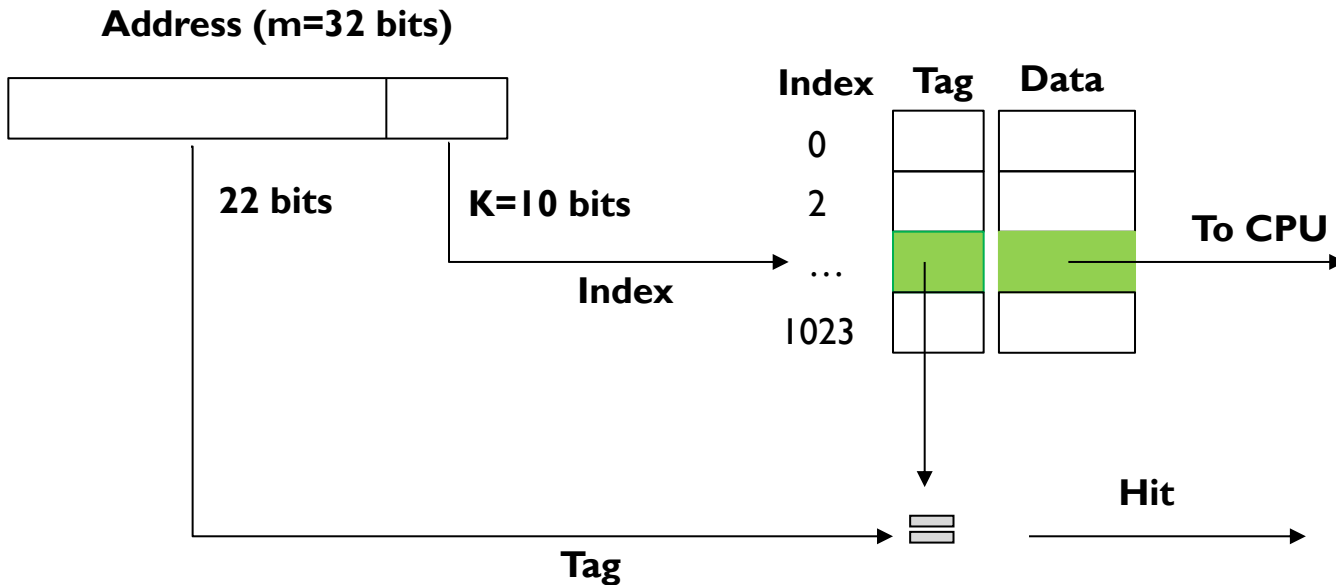 Address (m=32 bits)
Index Tag Data
0
22 bits K=10 bits 2
To CPU
Index …
1023
Hit
Tag